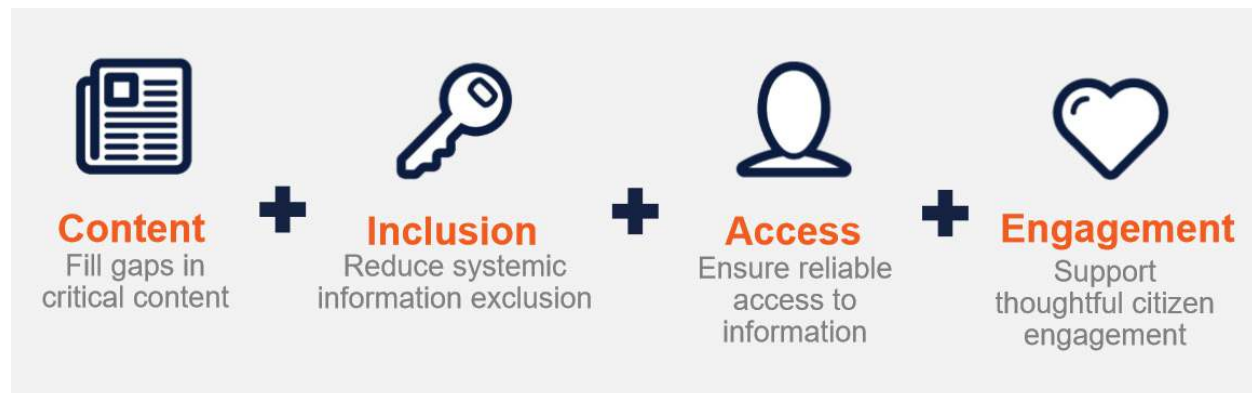 Content
Fill gaps in
critical content
Inclusion
Reduce systemic
information exclusion
Access
Ensure reliable
access to
information
Engagement
Support
thoughtful citizen
engagement